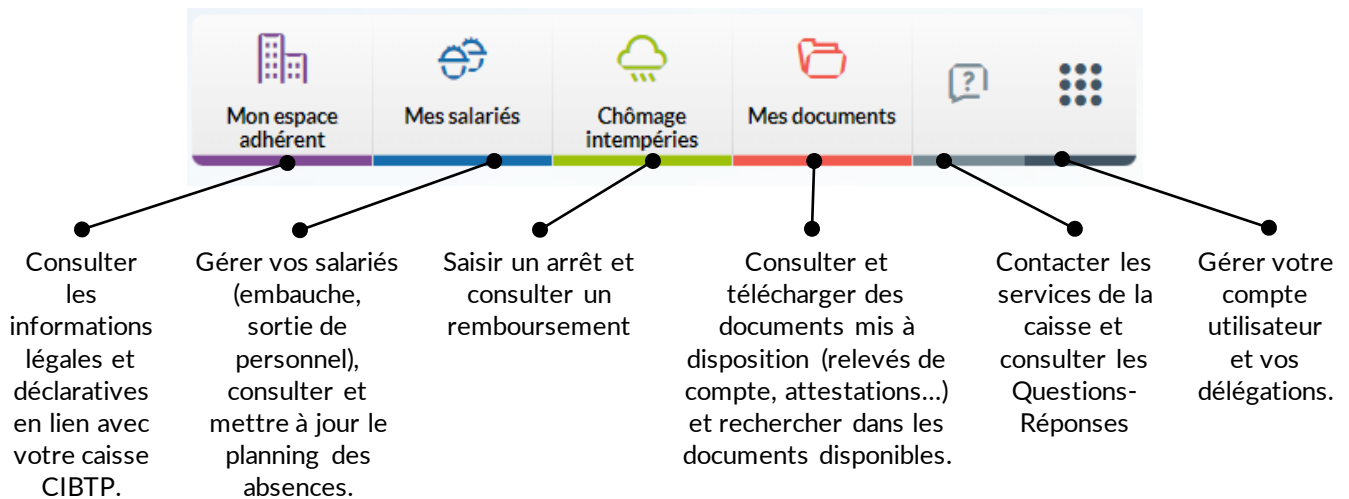 Mon espace
adhérent
Mes salariés
Chômage
intempéries
Mes documents
?
Consulter
les
informations
légales et
déclaratives
en lien avec
votre caisse
CIBTP.
Gérer vos salariés
(embauche,
sortie de
personnel),
consulter et
mettre à jour le
planning des
absences.
Saisir un arrêt et
consulter un
remboursement
Consulter et
télécharger des
documents mis à
disposition (relevés de
compte, attestations...)
et rechercher dans les
documents disponibles.
Contacter les
services de la
caisse et
consulter les
Questions-
Réponses
Gérer votre
compte
utilisateur
et vos
délégations.